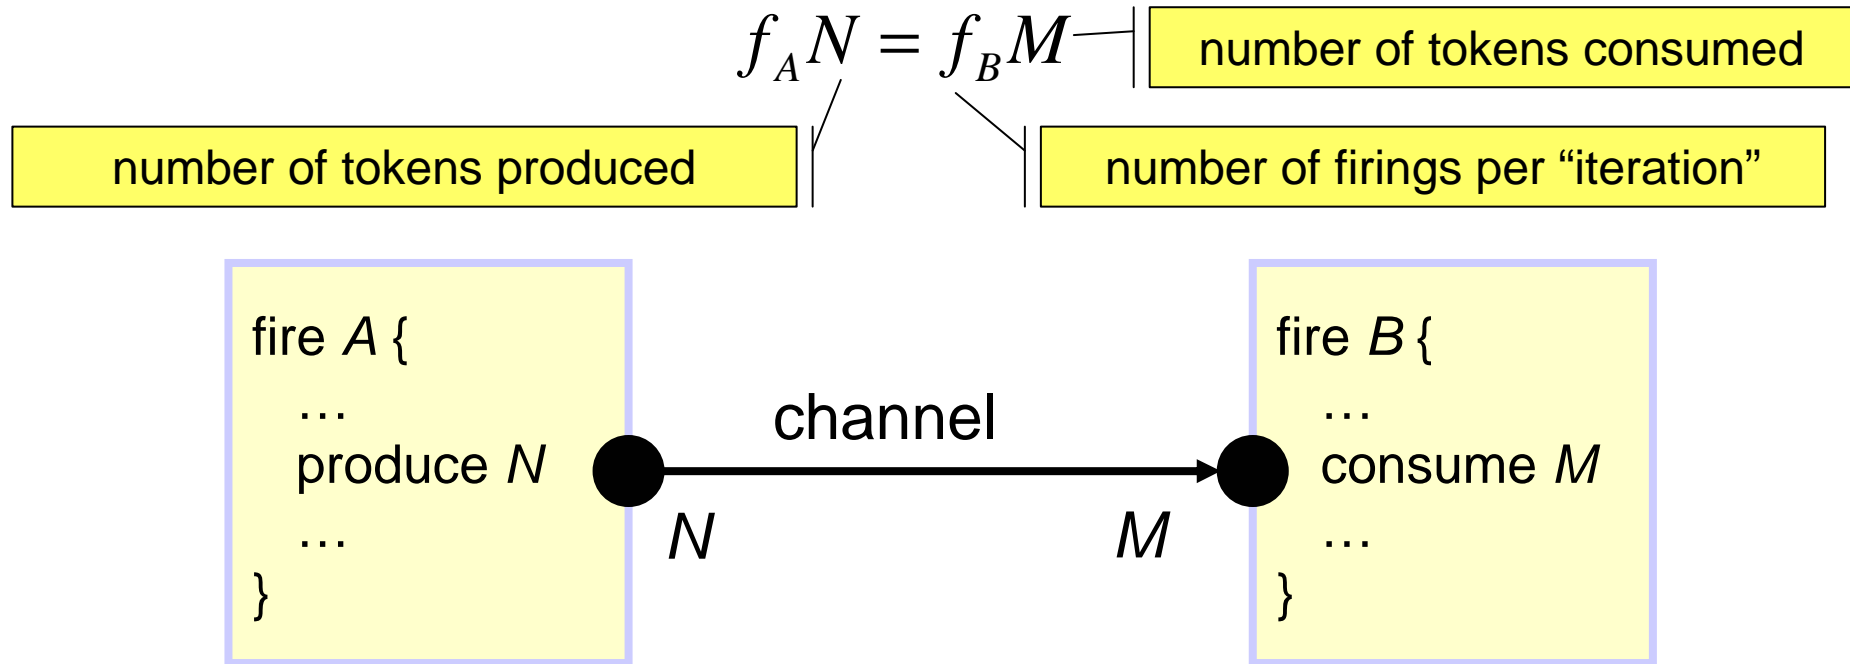 f_A N = f_B M
number of tokens consumed
number of tokens produced
number of firings per “iteration”
fire A {
…
produce N
…
}
channel
N
M
fire B {
…
consume M
…
}